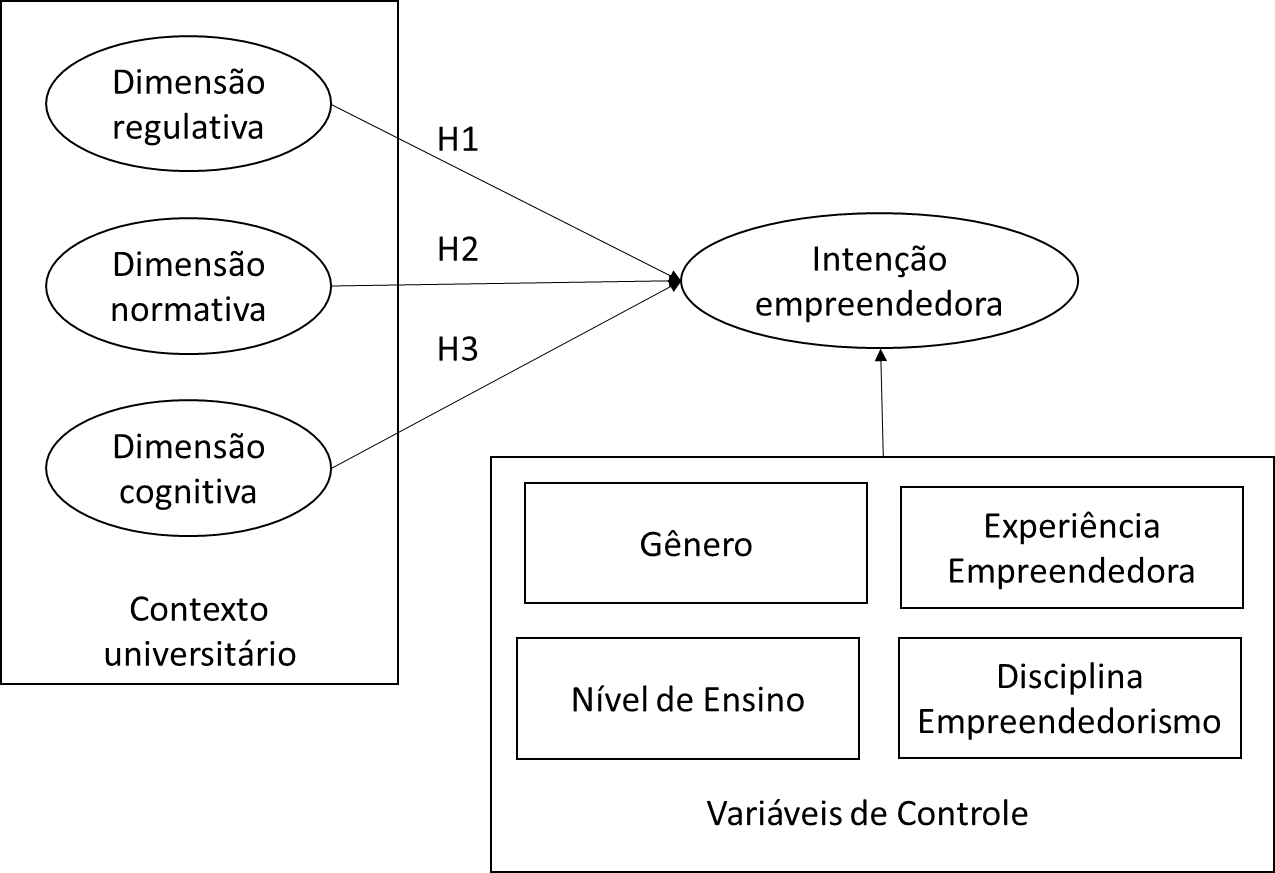 Dimensão
regulativa
H1
Dimensão
normativa
H2
Dimensão
cognitiva
H3
Contexto
universitário
Intenção
empreendedora
Gênero
Experiência
Empreendedora
Nível de Ensino
Disciplina
Empreendedorismo
Variáveis de Controle